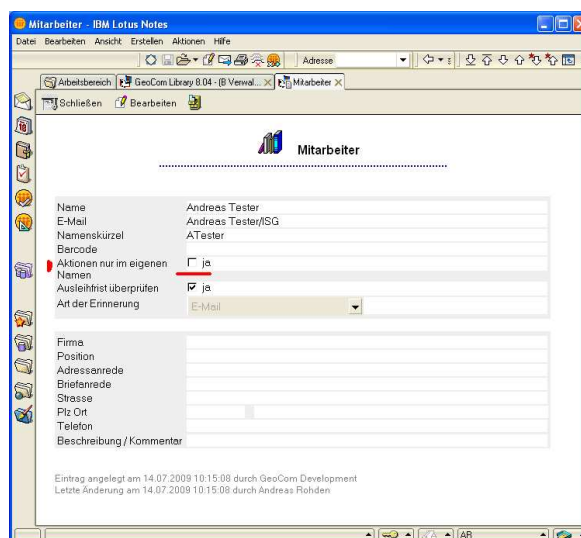 Mitarbeiter - IBM Lotus Notes
Datei Bearbeiten Ansicht Erstellen Aktionen Hilfe
Adresse
Arbeitsbereich GeoCom Library 8.04 - (B Verwal... Mitarbeiter
Schließen Bearbeiten
Mitarbeiter
Name Andreas Tester
E-Mail Andreas Tester/ISG
Namenskürzel ATester
Barcode
Aktionen nur im eigenen ja
Namen
Ausleihfrist überprüfen ja
Art der Erinnerung E-Mail
Firma
Position
Adressanrede
Briefanrede
Strasse
Plz Ort
Telefon
Beschreibung / Kommentar
Eintrag angelegt am 14.07.2009 10:15:08 durch GeoCom Development
Letzte Änderung am 14.07.2009 10:15:08 durch Andreas Rohden
AB